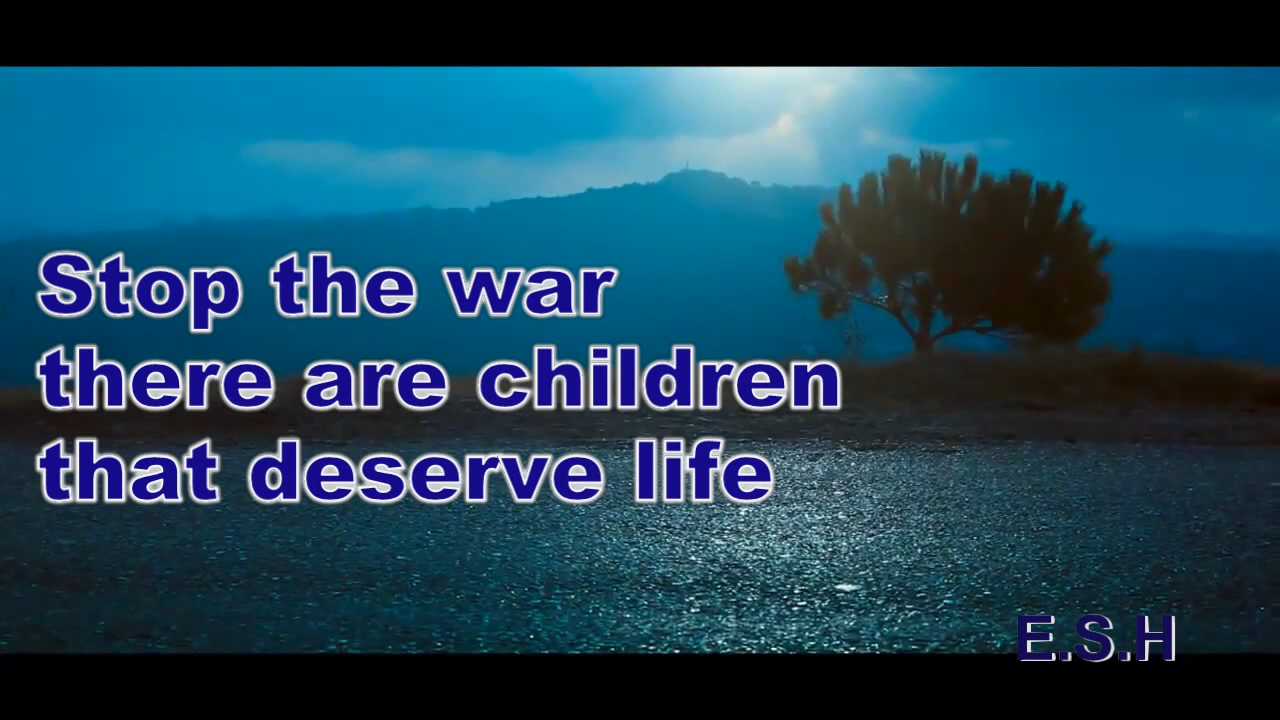 Stop the war
there are children
that deserve life
E.S.H